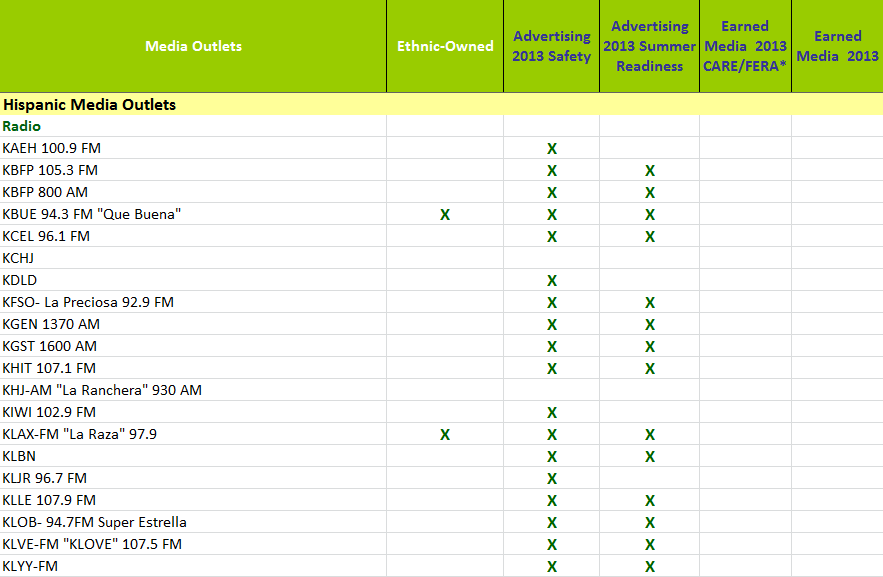 Media Outlets Ethnic-Owned Advertising 2013 Safety Advertising 2013 Summer Readiness Earned Media 2013 CARE/FERA* Earned Media 2013
Hispanic Media Outlets
Radio
KAEH 100.9 FM X
KBFP 105.3 FM X X
KBFP 800 AM X X
KBUE 94.3 FM "Que Buena" X X X
KCEL 96.1 FM X X
KCHJ
KDLD X
KFSO- La Preciosa 92.9 FM X X
KGEN 1370 AM X X
KGST 1600 AM X X
KHIT 107.1 FM X X
KHJ-AM "La Ranchera" 930 AM
KIWI 102.9 FM X
KLAX-FM "La Raza" 97.9 X X X
KLBN X X
KLJR 96.7 FM X
KLLE 107.9 FM X X
KLOB- 94.7FM Super Estrella X X
KLVE-FM "KLOVE" 107.5 FM X X
KLYY-FM X X